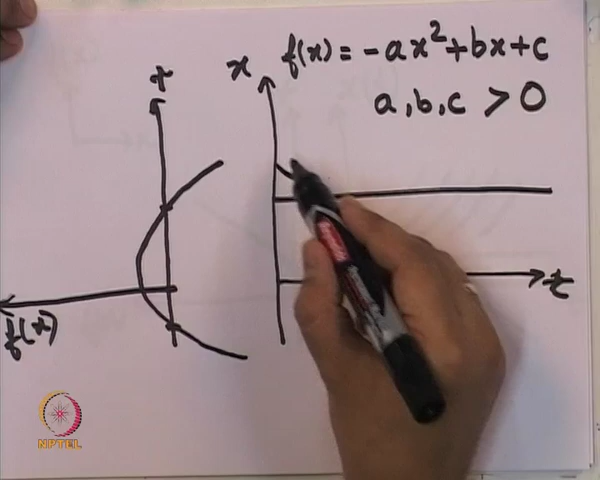 f(x) = -ax²+bx+c
a,b,c > 0
x
x
t
f(x)
NPTEL